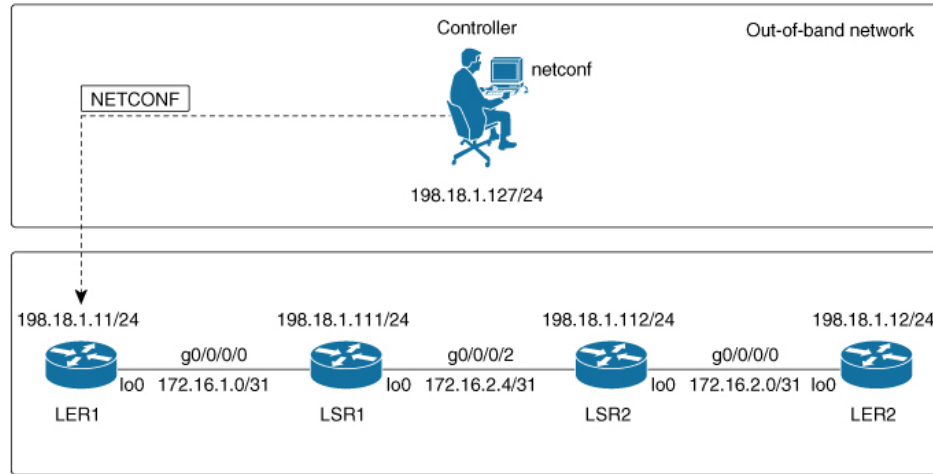 Controller
Out-of-band network
netconf
NETCONF
198.18.1.127/24
198.18.1.11/24
198.18.1.111/24
198.18.1.112/24
198.18.1.12/24
g0/0/0/0
g0/0/0/2
g0/0/0/0
lo0
172.16.1.0/31
lo0
172.16.2.4/31
lo0
172.16.2.0/31
lo0
LER1
LSR1
LSR2
LER2